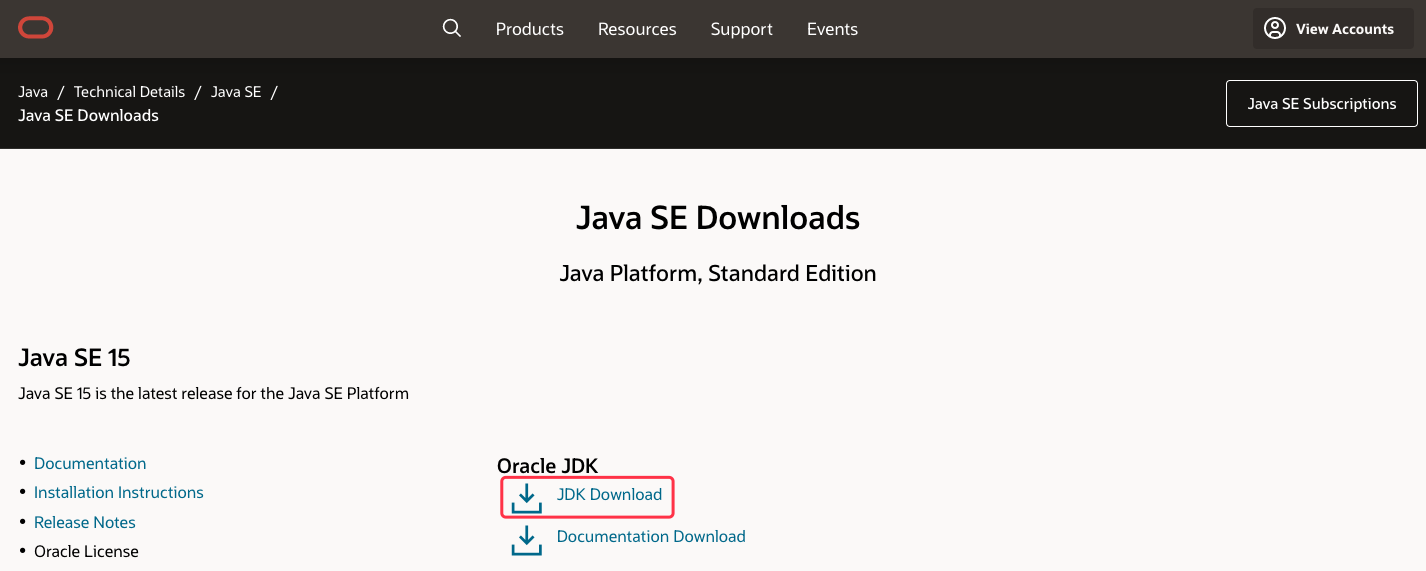 Products Resources Support Events View Accounts
Java / Technical Details / Java SE /
Java SE Downloads
Java SE Subscriptions
Java SE Downloads
Java Platform, Standard Edition
Java SE 15
Java SE 15 is the latest release for the Java SE Platform
• Documentation
• Installation Instructions
• Release Notes
• Oracle License
Oracle JDK
JDK Download
Documentation Download